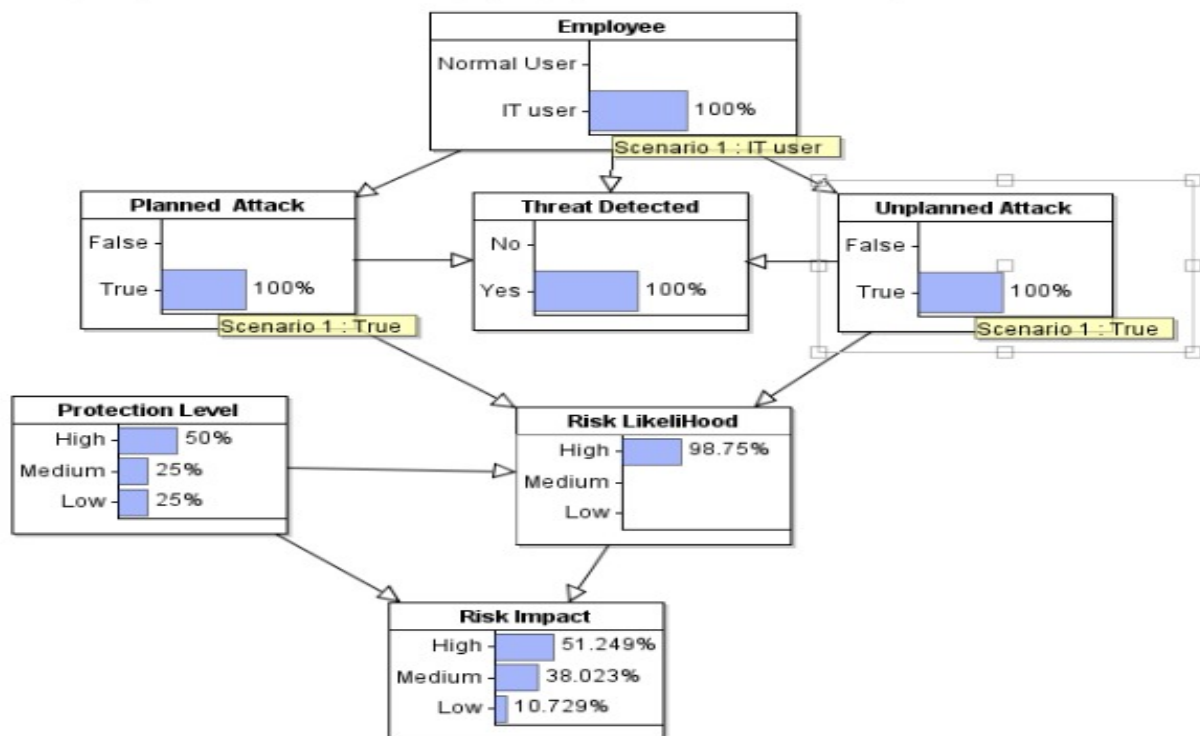 Employee
Normal User
IT user 100%
Scenario 1 : IT user
Planned Attack
False
True 100%
Scenario 1 : True
Threat Detected
No
Yes 100%
Unplanned Attack
False
True 100%
Scenario 1 : True
Protection Level
High 50%
Medium 25%
Low 25%
Risk LikeliHood
High 98.75%
Medium
Low
Risk Impact
High 51.249%
Medium 38.023%
Low 10.729%